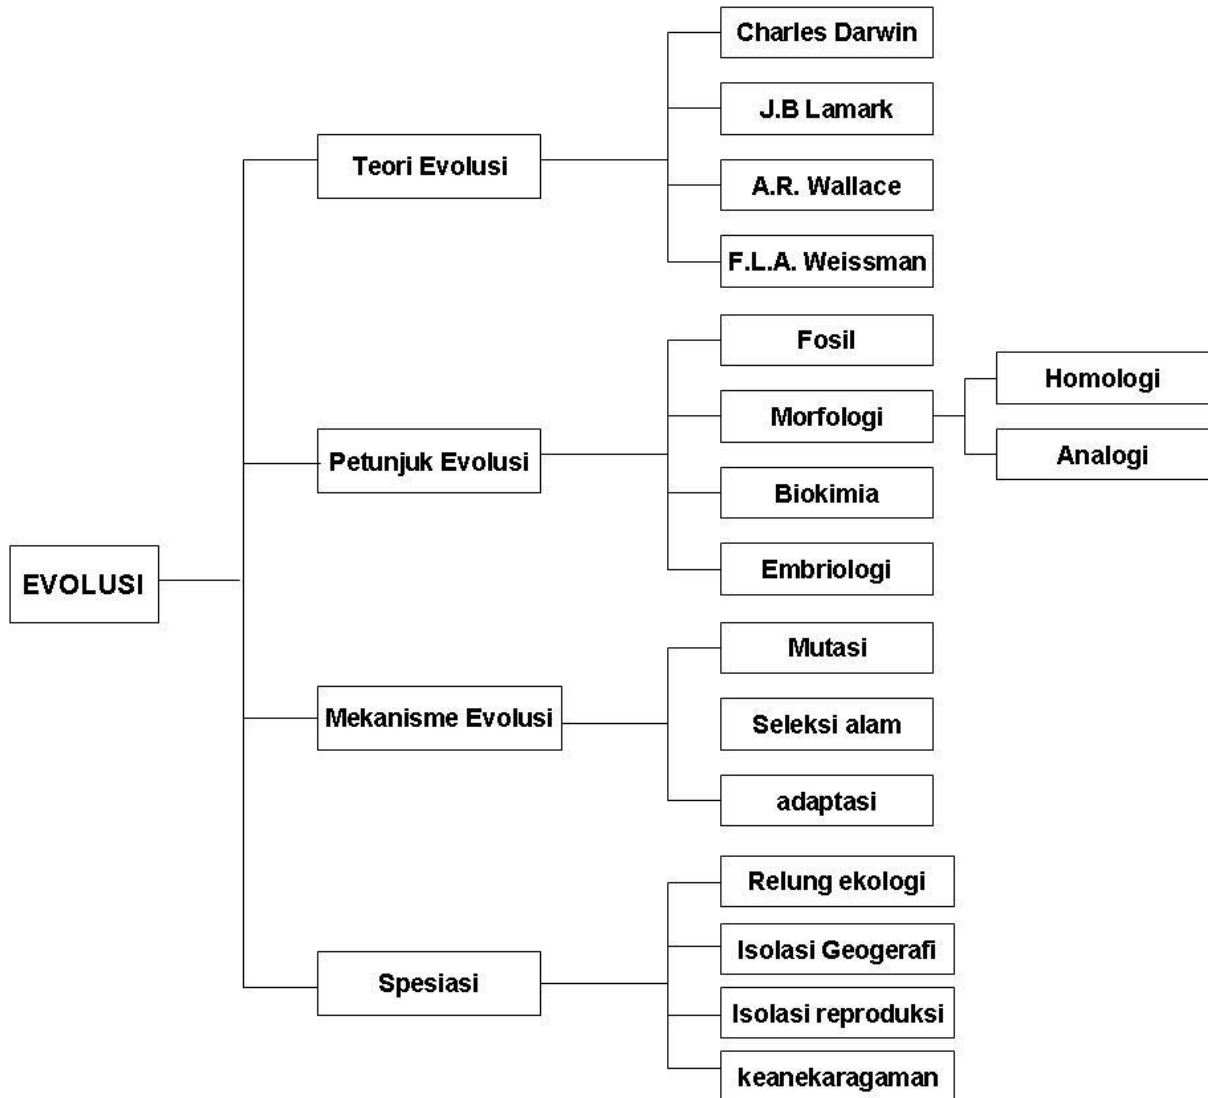 EVOLUSI
Teori Evolusi
Charles Darwin
J.B Lamark
A.R. Wallace
F.L.A. Weissman
Petunjuk Evolusi
Fosil
Morfologi
Homologi
Analogi
Biokimia
Embriologi
Mekanisme Evolusi
Mutasi
Seleksi alam
adaptasi
Spesiasi
Relung ekologi
Isolasi Geogerafi
Isolasi reproduksi
keanekaragaman